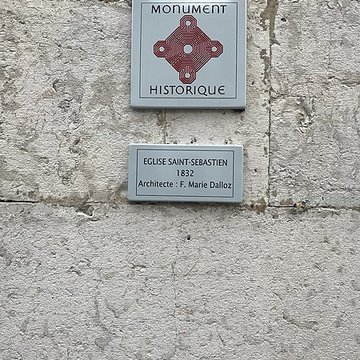 MONUMENT
HISTORIQUE
EGLISE SAINT-SEBASTIEN
1832
Architecte : F. Marie Dalloz